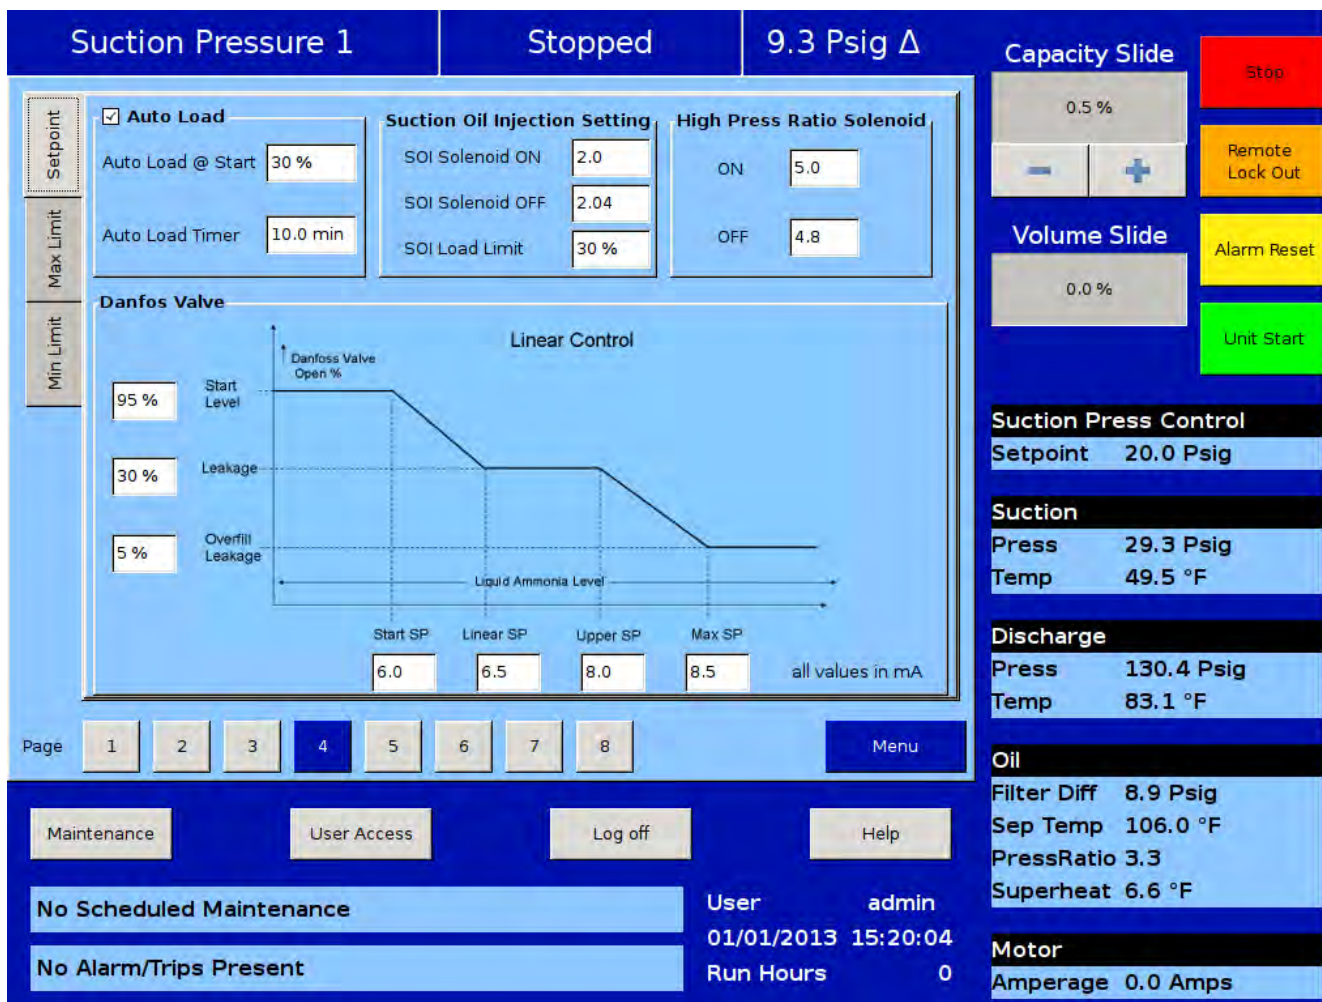 Suction Pressure 1
Stopped
9.3 Psig Δ
Setpoint
Max Limit
Min Limit
Auto Load
Auto Load @ Start 30 %
Auto Load Timer 10.0 min
Suction Oil Injection Setting
SOI Solenoid ON 2.0
SOI Solenoid OFF 2.04
SOI Load Limit 30 %
High Press Ratio Solenoid
ON 5.0
OFF 4.8
Danfos Valve
Linear Control
Danfoss Valve
Open %
95 %
Start
Level
30 %
Leakage
5 %
Overfill
Leakage
Liquid Ammonia Level
Start SP Linear SP Upper SP Max SP
6.0 6.5 8.0 8.5 all values in mA
Page 1 2 3 4 5 6 7 8 Menu
Maintenance User Access Log off Help
No Scheduled Maintenance
No Alarm/Trips Present
User admin
01/01/2013 15:20:04
Run Hours 0
Capacity Slide
0.5 %
Volume Slide
0.0 %
Stop
Remote
Lock Out
Alarm Reset
Unit Start
Suction Press Control
Setpoint 20.0 Psig
Suction
Press 29.3 Psig
Temp 49.5 °F
Discharge
Press 130.4 Psig
Temp 83.1 °F
Oil
Filter Diff 8.9 Psig
Sep Temp 106.0 °F
PressRatio 3.3
Superheat 6.6 °F
Motor
Amperage 0.0 Amps